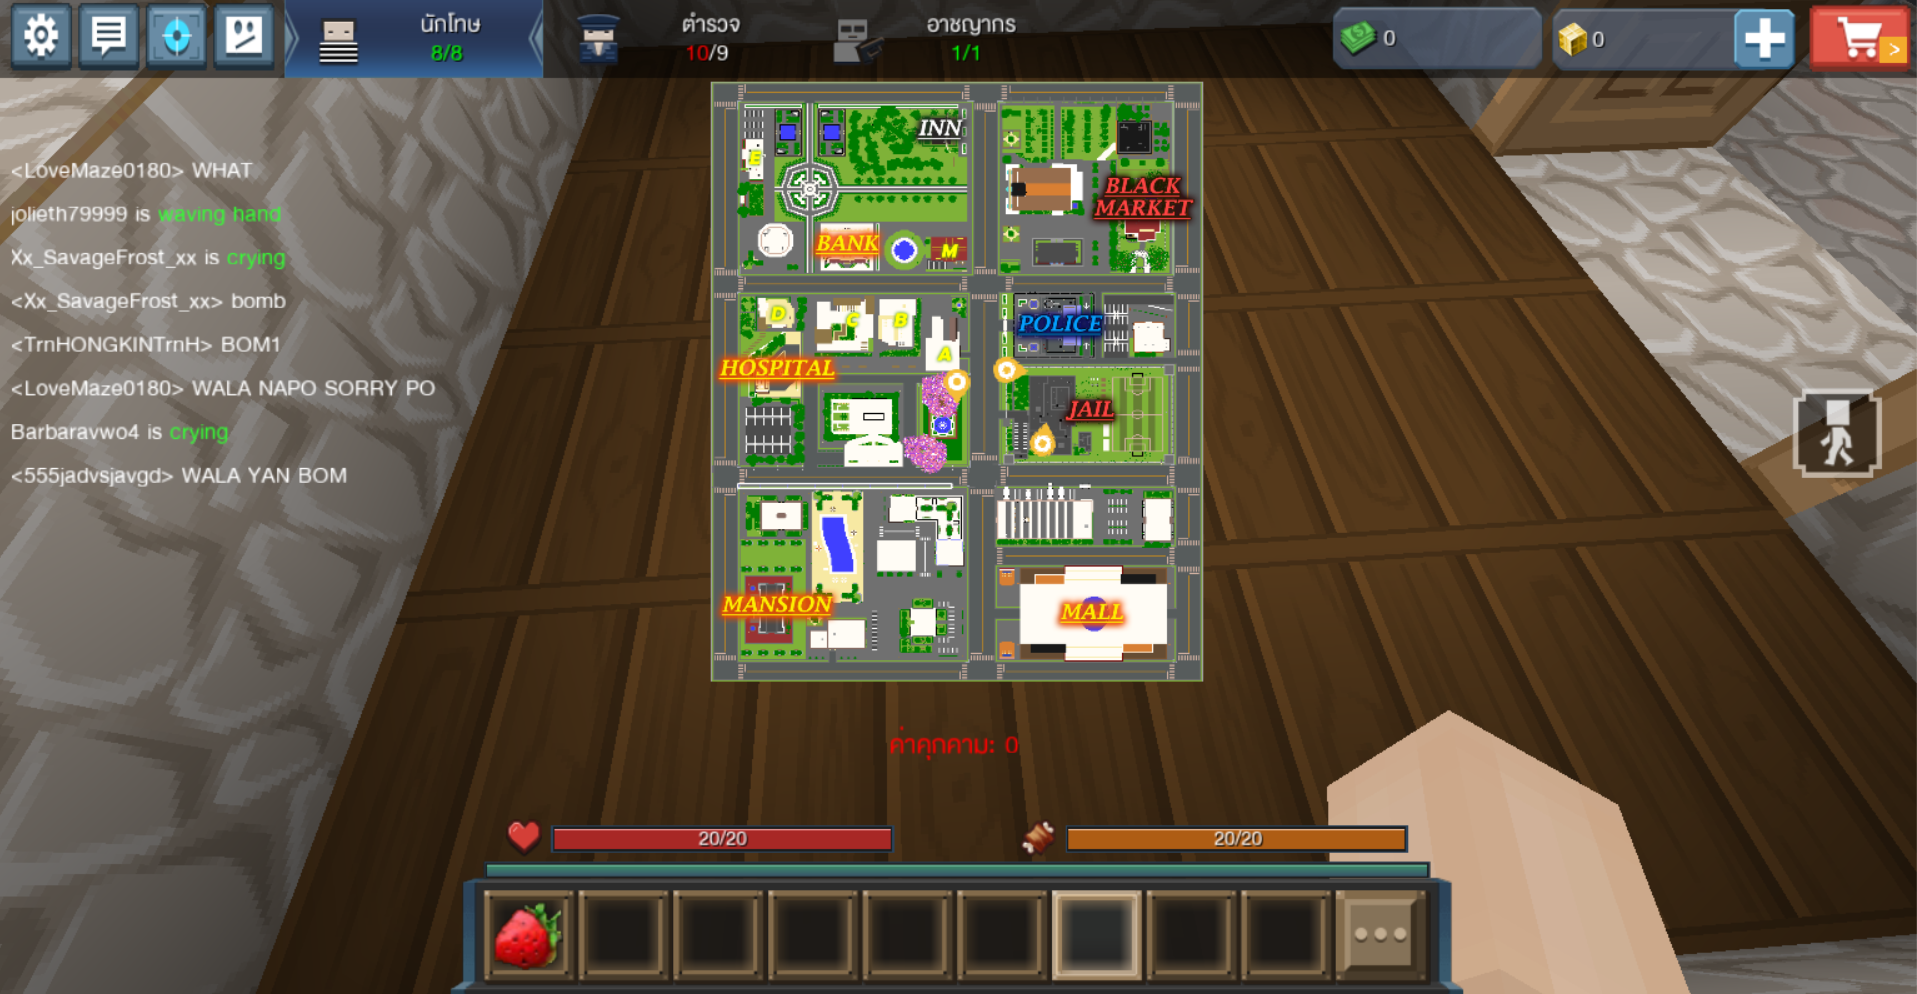 นักโทษ
8/8
ตำรวจ
10/9
อาชญากร
1/1
0
0
<LoveMaze0180> WHAT
jolieth79999 is waving hand
Xx_SavageFrost_xx is crying
<Xx_SavageFrost_xx> bomb
<TrnHONGKINTrnH> BOM1
<LoveMaze0180> WALA NAPO SORRY PO
Barbaravwo4 is crying
<555jadvsjavgd> WALA YAN BOM
INN
E
BLACK
MARKET
BANK
M
D
C
B
A
POLICE
HOSPITAL
JAIL
MANSION
MALL
ค่าคุกคาม: 0
20/20
20/20